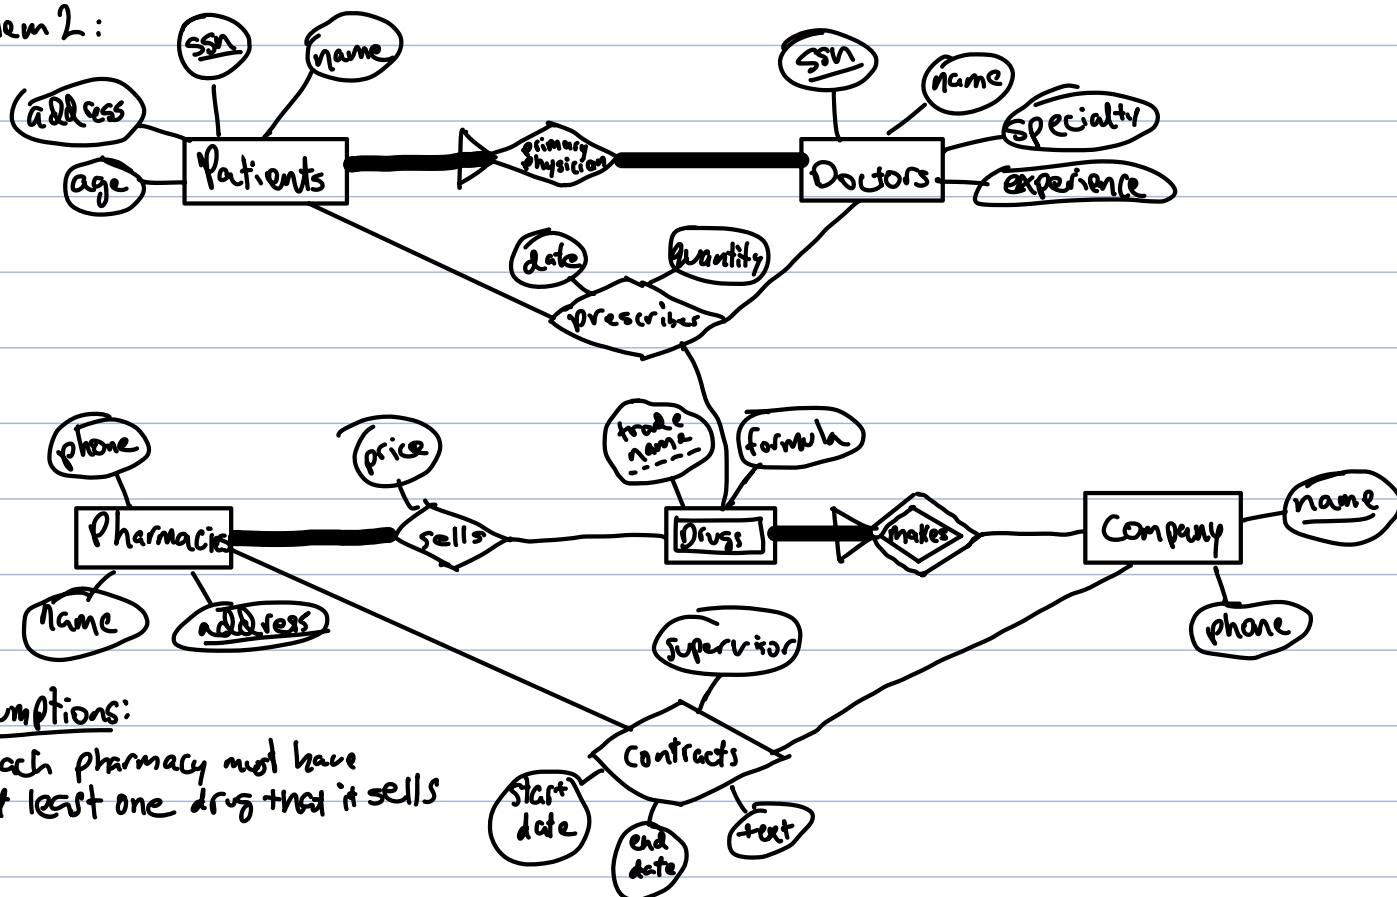 em 2:
ssn
name
ssn
name
address
specialty
age
Patients
primary
physician
Doctors
experience
date
quantity
prescribes
phone
price
trade
name
formula
Pharmacies
sells
Drugs
makes
Company
name
name
address
phone
supervisor
umptions:
ach pharmacy must have
t least one drug that it sells
Contracts
start
date
end
date
text